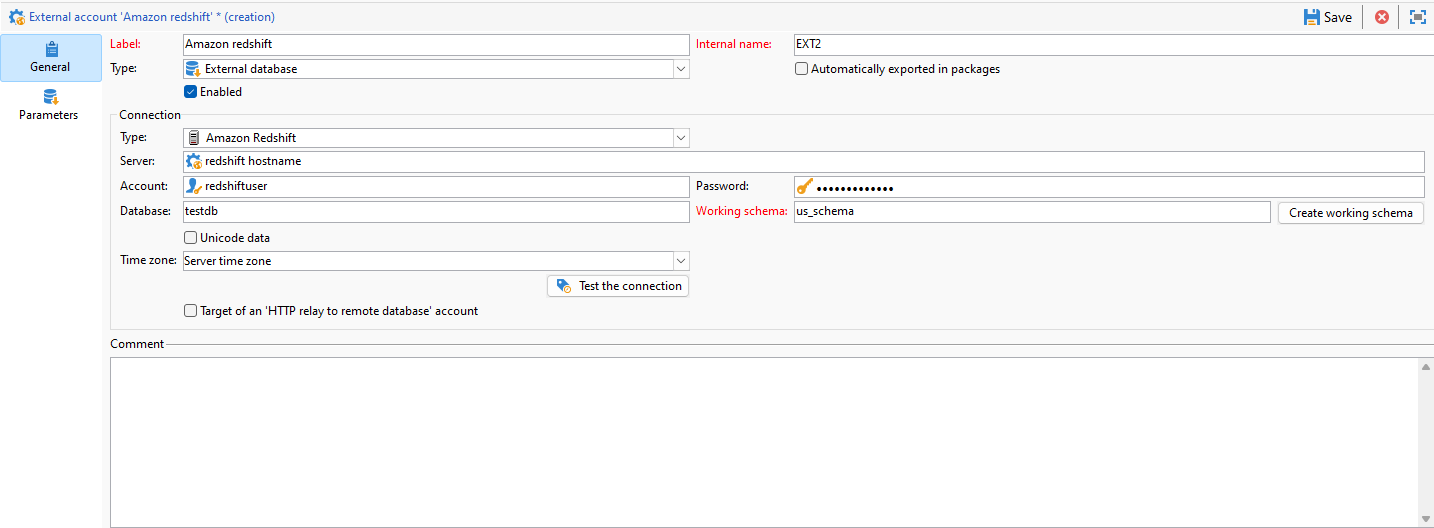 External account 'Amazon redshift' * (creation) Save
General
Parameters
Label: Amazon redshift Internal name: EXT2
Type: External database Automatically exported in packages
Enabled
Connection
Type: Amazon Redshift
Server: redshift hostname
Account: redshiftuser Password: •••••••••••••
Database: testdb Working schema: us_schema Create working schema
Unicode data
Time zone: Server time zone
Test the connection
Target of an 'HTTP relay to remote database' account
Comment